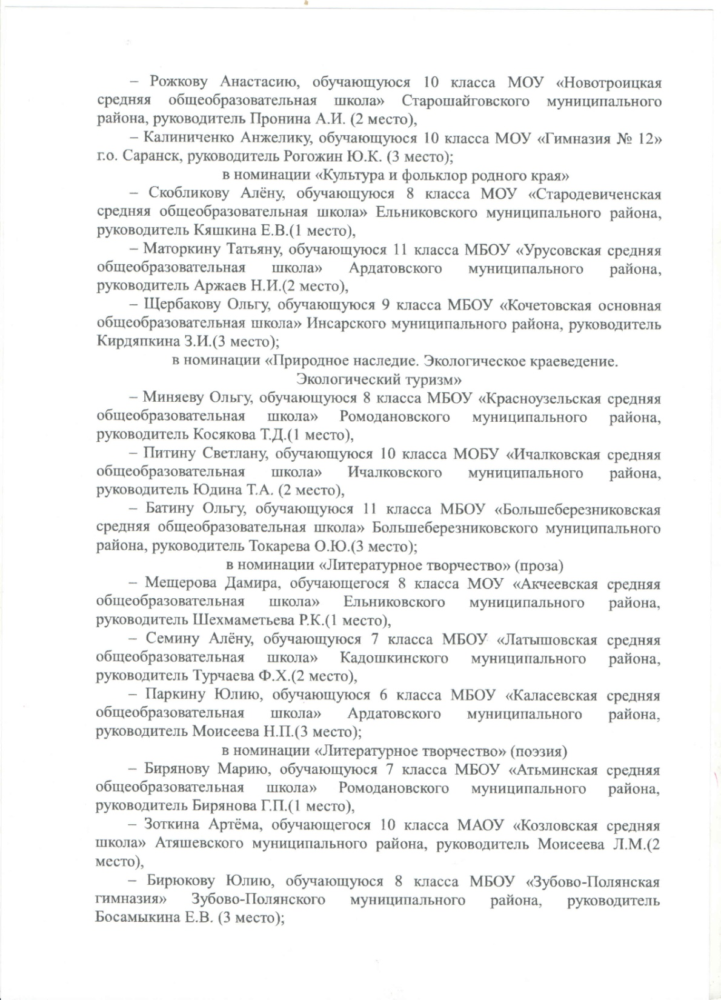 – Рожкову Анастасию, обучающуюся 10 класса МОУ «Новотроицкая
средняя общеобразовательная школа» Старошайговского муниципального
района, руководитель Пронина А.И. (2 место),
– Калиниченко Анжелику, обучающуюся 10 класса МОУ «Гимназия № 12»
г.о. Саранск, руководитель Рогожин Ю.К. (3 место);
в номинации «Культура и фольклор родного края»
– Скобликову Алёну, обучающуюся 8 класса МОУ «Стародевиченская
средняя общеобразовательная школа» Ельниковского муниципального района,
руководитель Кяшкина Е.В.(1 место),
– Маторкину Татьяну, обучающуюся 11 класса МБОУ «Урусовская средняя
общеобразовательная школа» Ардатовского муниципального района,
руководитель Аржаев Н.И.(2 место),
– Щербакову Ольгу, обучающуюся 9 класса МБОУ «Кочетовская основная
общеобразовательная школа» Инсарского муниципального района, руководитель
Кирдяпкина З.И.(3 место);
в номинации «Природное наследие. Экологическое краеведение.
Экологический туризм»
– Миняеву Ольгу, обучающуюся 8 класса МБОУ «Красноузельская средняя
общеобразовательная школа» Ромодановского муниципального района,
руководитель Косякова Т.Д.(1 место),
– Питину Светлану, обучающуюся 10 класса МОБУ «Ичалковская средняя
общеобразовательная школа» Ичалковского муниципального района,
руководитель Юдина Т.А. (2 место),
– Батину Ольгу, обучающуюся 11 класса МБОУ «Большеберезниковская
средняя общеобразовательная школа» Большеберезниковского муниципального
района, руководитель Токарева О.Ю.(3 место);
в номинации «Литературное творчество» (проза)
– Мещерова Дамира, обучающегося 8 класса МОУ «Акчеевская средняя
общеобразовательная школа» Ельниковского муниципального района,
руководитель Шехмаметьева Р.К.(1 место),
– Семину Алёну, обучающуюся 7 класса МБОУ «Латышовская средняя
общеобразовательная школа» Кадошкинского муниципального района,
руководитель Турчаева Ф.Х.(2 место),
– Паркину Юлию, обучающуюся 6 класса МБОУ «Каласевская средняя
общеобразовательная школа» Ардатовского муниципального района,
руководитель Моисеева Н.П.(3 место);
в номинации «Литературное творчество» (поэзия)
– Бирянову Марию, обучающуюся 7 класса МБОУ «Атьминская средняя
общеобразовательная школа» Ромодановского муниципального района,
руководитель Бирянова Г.П.(1 место),
– Зоткина Артёма, обучающегося 10 класса МАОУ «Козловская средняя
школа» Атяшевского муниципального района, руководитель Моисеева Л.М.(2
место),
– Бирюкову Юлию, обучающуюся 8 класса МБОУ «Зубово-Полянская
гимназия» Зубово-Полянского муниципального района, руководитель
Босамыкина Е.В. (3 место);